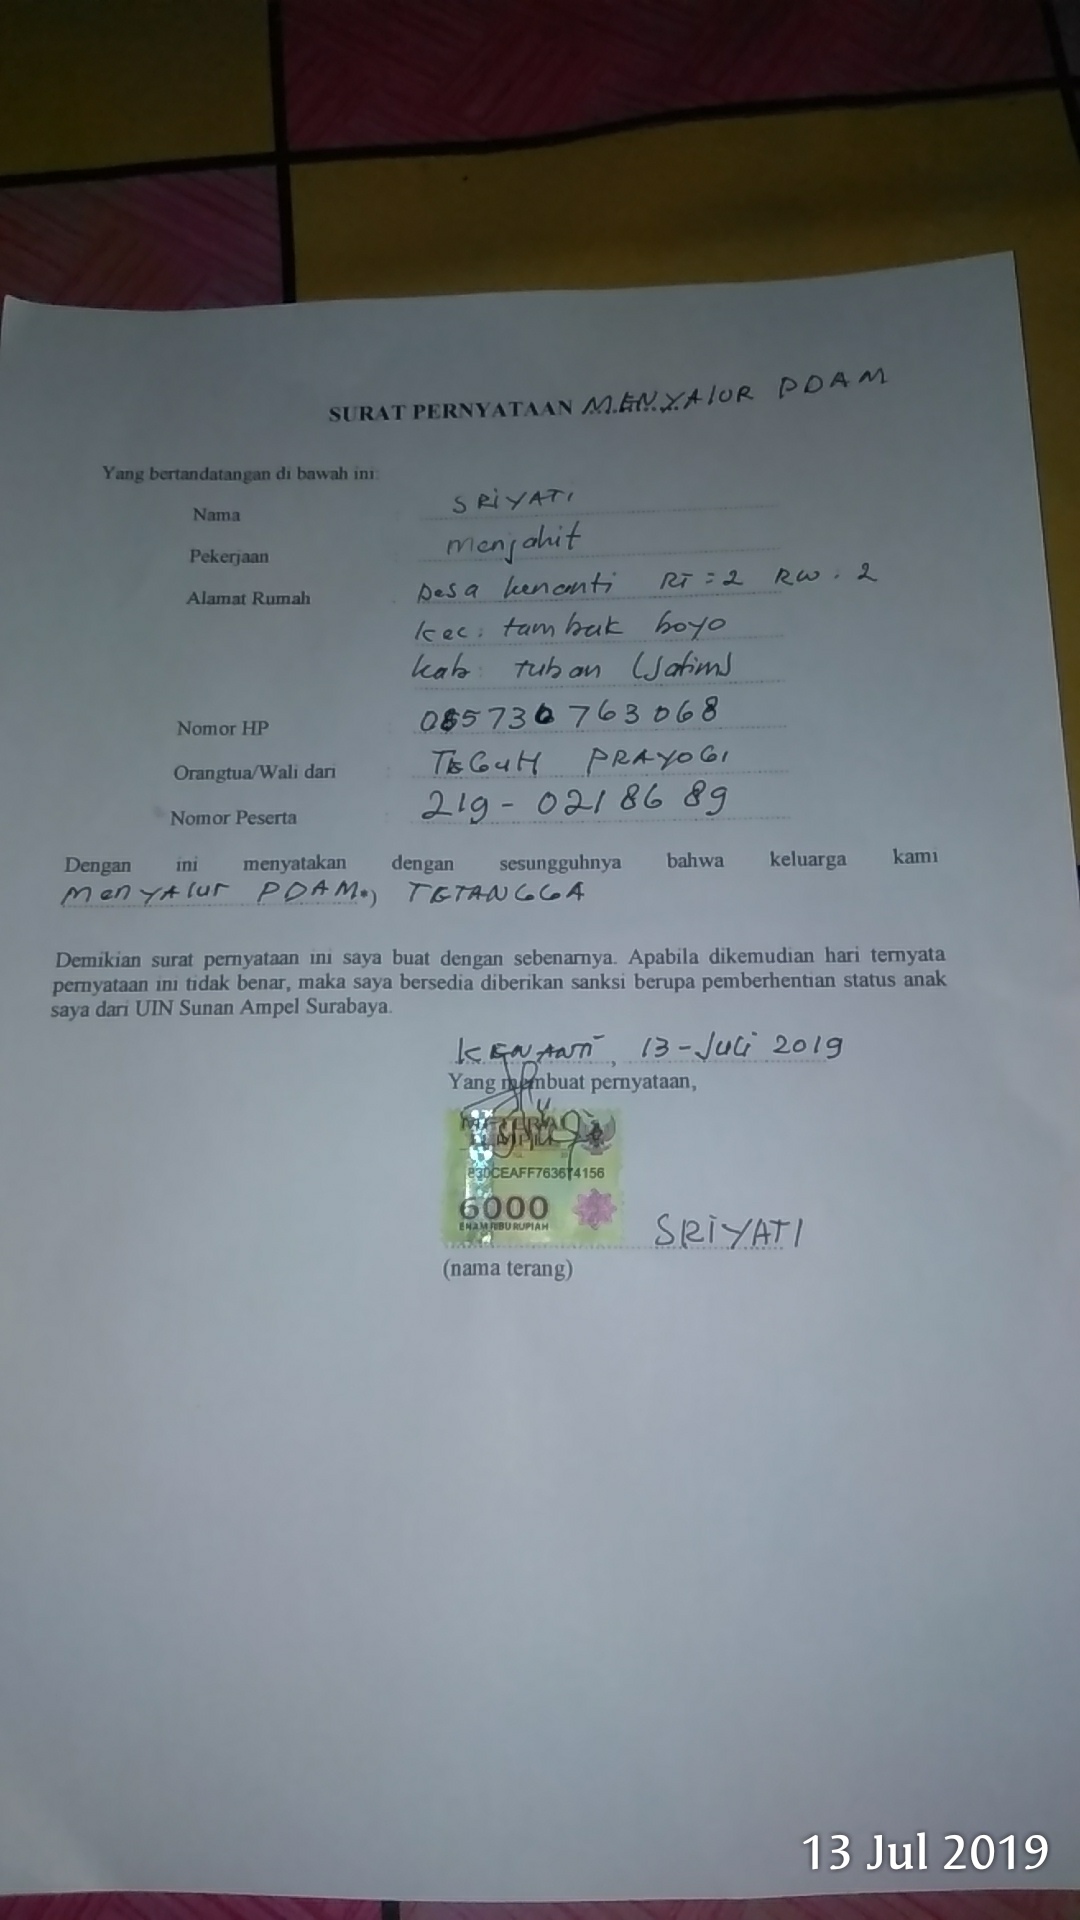 SURAT PERNYATAAN MENYAlUR PDAM
Yang bertandatangan di bawah ini:
Nama SRiYATI
Pekerjaan menjahit
Alamat Rumah Desa kenanti RT = 2 RW : 2
kec : tambak boyo
kab : tuban (Jatim)
Nomor HP 085730763068
Orangtua/Wali dari TEGUH PRAYOGI
Nomor Peserta 219-02186 89
Dengan ini menyatakan dengan sesungguhnya bahwa keluarga kami
MenYAlur PDAM *) TETANGGA
Demikian surat pernyataan ini saya buat dengan sebenarnya. Apabila dikemudian hari ternyata
pernyataan ini tidak benar, maka saya bersedia diberikan sanksi berupa pemberhentian status anak
saya dari UIN Sunan Ampel Surabaya.
KENANTI, 13-Juli 2019
Yang membuat pernyataan,
METERAI
TEMPEL
830CEAFF763674156
6000
ENAM RIBU RUPIAH
SRiYATI
(nama terang)
13 Jul 2019